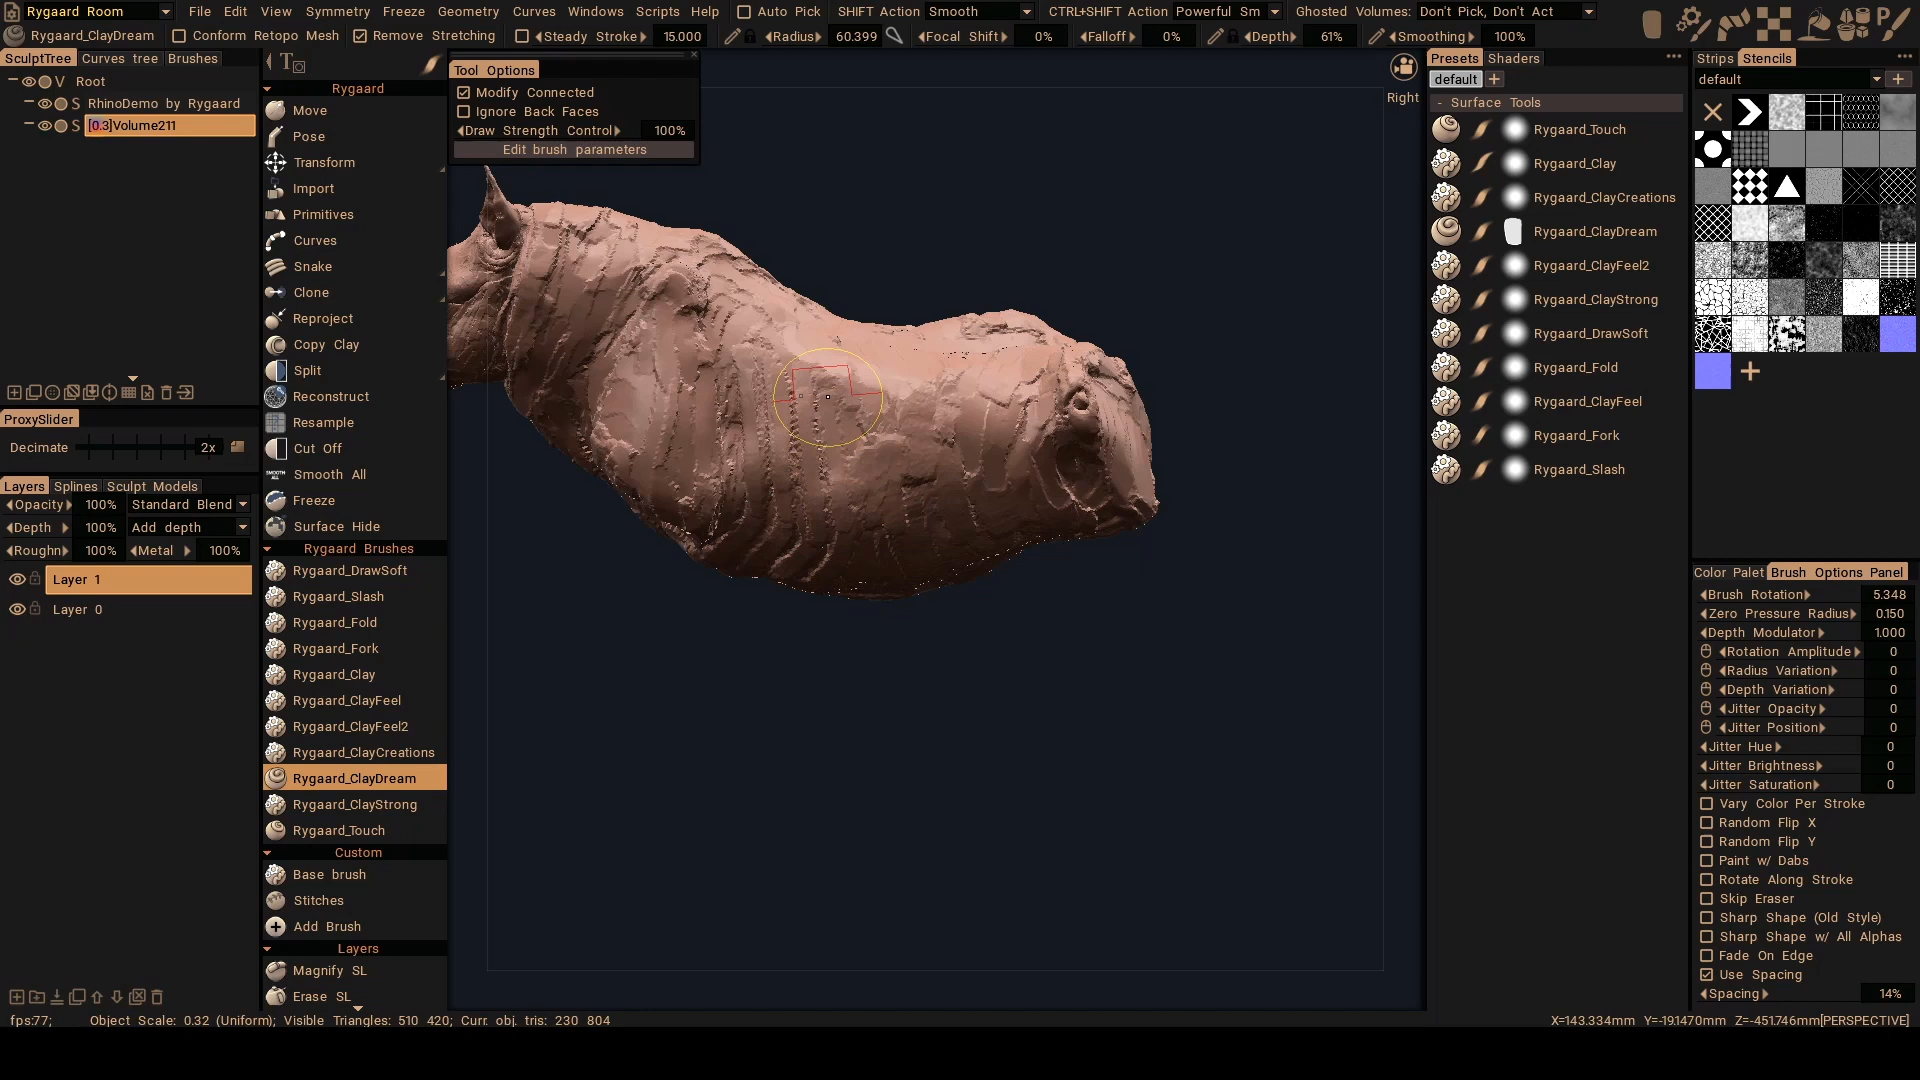 Rygaard Room File Edit View Symmetry Freeze Geometry Curves Windows Scripts Help Auto Pick SHIFT Action Smooth CTRL+SHIFT Action Powerful Sm Ghosted Volumes: Don't Pick, Don't Act
Rygaard_ClayDream Conform Retopo Mesh Remove Stretching Steady Stroke 15.000 Radius 60.399 Focal Shift 0% Falloff 0% Depth 61% Smoothing 100%
SculptTree Curves tree Brushes
V Root
S RhinoDemo by Rygaard
S [0.3]Volume211
ProxySlider
Decimate 2x
Layers Splines Sculpt Models
Opacity 100% Standard Blend
Depth 100% Add depth
Roughn 100% Metal 100%
Layer 1
Layer 0
Rygaard
Move
Pose
Transform
Import
Primitives
Curves
Snake
Clone
Reproject
Copy Clay
Split
Reconstruct
Resample
Cut Off
SMOOTH ALL Smooth All
Freeze
Surface Hide
Rygaard Brushes
Rygaard_DrawSoft
Rygaard_Slash
Rygaard_Fold
Rygaard_Fork
Rygaard_Clay
Rygaard_ClayFeel
Rygaard_ClayFeel2
Rygaard_ClayCreations
Rygaard_ClayDream
Rygaard_ClayStrong
Rygaard_Touch
Custom
Base brush
Stitches
Add Brush
Layers
Magnify SL
Erase SL
Tool Options
Modify Connected
Ignore Back Faces
Draw Strength Control 100%
Edit brush parameters
Right
Presets Shaders
default
- Surface Tools
Rygaard_Touch
Rygaard_Clay
Rygaard_ClayCreations
Rygaard_ClayDream
Rygaard_ClayFeel2
Rygaard_ClayStrong
Rygaard_DrawSoft
Rygaard_Fold
Rygaard_ClayFeel
Rygaard_Fork
Rygaard_Slash
Strips Stencils
default
Color Palet Brush Options Panel
Brush Rotation 5.348
Zero Pressure Radius 0.150
Depth Modulator 1.000
Rotation Amplitude 0
Radius Variation 0
Depth Variation 0
Jitter Opacity 0
Jitter Position 0
Jitter Hue 0
Jitter Brightness 0
Jitter Saturation 0
Vary Color Per Stroke
Random Flip X
Random Flip Y
Paint w/ Dabs
Rotate Along Stroke
Skip Eraser
Sharp Shape (Old Style)
Sharp Shape w/ All Alphas
Fade On Edge
Use Spacing
Spacing 14%
fps:77; Object Scale: 0.32 (Uniform); Visible Triangles: 510 420; Curr. obj. tris: 230 804
X=143.334mm Y=-19.1470mm Z=-451.746mm[PERSPECTIVE]